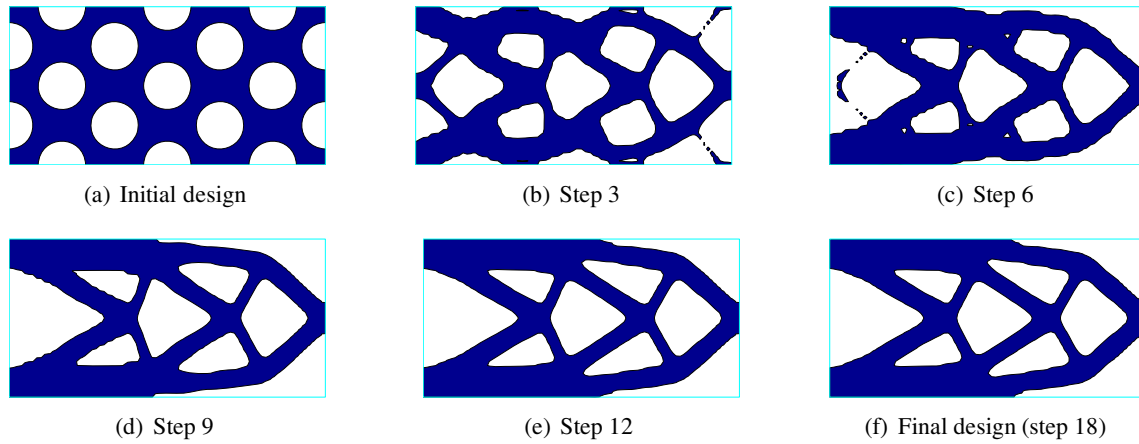 (a) Initial design
(b) Step 3
(c) Step 6
(d) Step 9
(e) Step 12
(f) Final design (step 18)